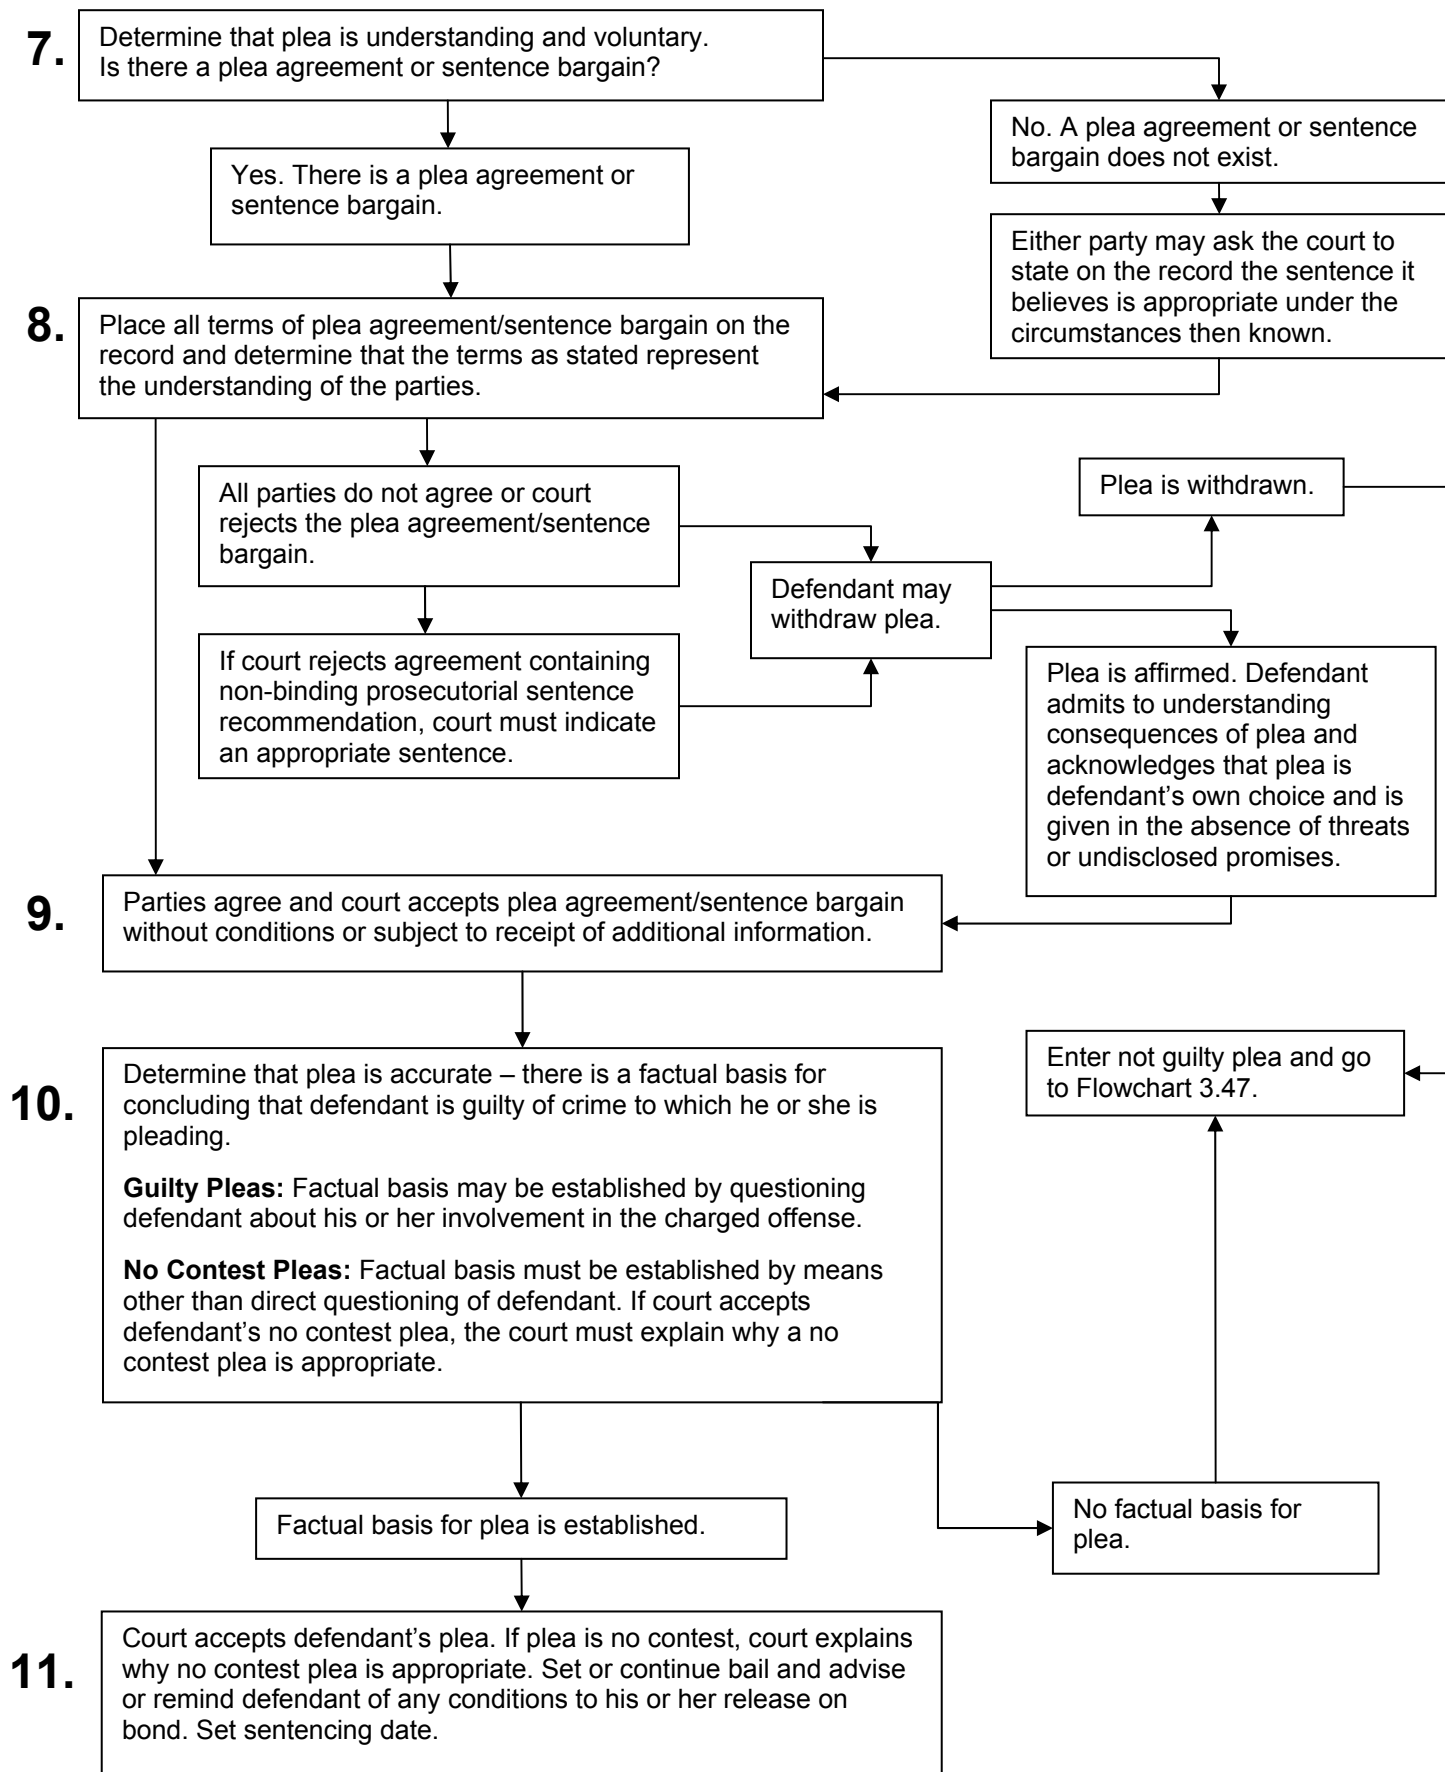 7.
Determine that plea is understanding and voluntary.
Is there a plea agreement or sentence bargain?
No. A plea agreement or sentence
bargain does not exist.
Yes. There is a plea agreement or
sentence bargain.
Either party may ask the court to
state on the record the sentence it
believes is appropriate under the
circumstances then known.
8.
Place all terms of plea agreement/sentence bargain on the
record and determine that the terms as stated represent
the understanding of the parties.
All parties do not agree or court
rejects the plea agreement/sentence
bargain.
Plea is withdrawn.
Defendant may
withdraw plea.
If court rejects agreement containing
non-binding prosecutorial sentence
recommendation, court must indicate
an appropriate sentence.
Plea is affirmed. Defendant
admits to understanding
consequences of plea and
acknowledges that plea is
defendant’s own choice and is
given in the absence of threats
or undisclosed promises.
9.
Parties agree and court accepts plea agreement/sentence bargain
without conditions or subject to receipt of additional information.
10.
Determine that plea is accurate – there is a factual basis for
concluding that defendant is guilty of crime to which he or she is
pleading.
Guilty Pleas: Factual basis may be established by questioning
defendant about his or her involvement in the charged offense.
No Contest Pleas: Factual basis must be established by means
other than direct questioning of defendant. If court accepts
defendant’s no contest plea, the court must explain why a no
contest plea is appropriate.
Enter not guilty plea and go
to Flowchart 3.47.
Factual basis for plea is established.
No factual basis for
plea.
11.
Court accepts defendant’s plea. If plea is no contest, court explains
why no contest plea is appropriate. Set or continue bail and advise
or remind defendant of any conditions to his or her release on
bond. Set sentencing date.